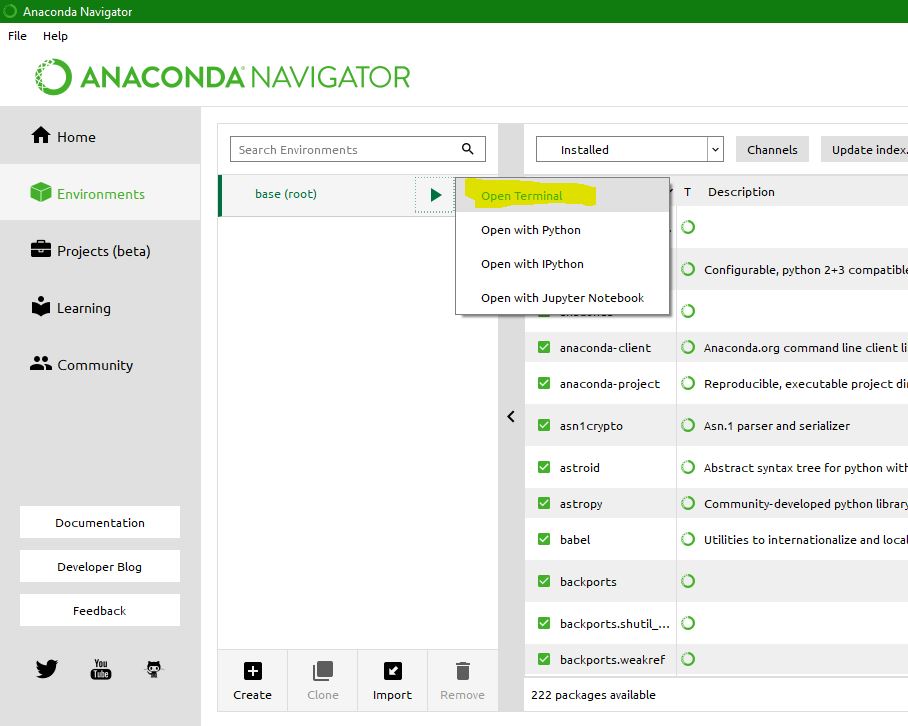 Anaconda Navigator
File Help
ANACONDA NAVIGATOR
Home
Environments
Projects (beta)
Learning
Community
Documentation
Developer Blog
Feedback
You Tube
Search Environments
base (root)
Open Terminal
Open with Python
Open with IPython
Open with Jupyter Notebook
Create Clone Import Remove
Installed Channels Update index.
T Description
Configurable, python 2+3 compatible
anaconda-client Anaconda.org command line client li
anaconda-project Reproducible, executable project di
asn1crypto Asn.1 parser and serializer
astroid Abstract syntax tree for python with
astropy Community-developed python library
babel Utilities to internationalize and local
backports
backports.shutil_...
backports.weakref
222 packages available